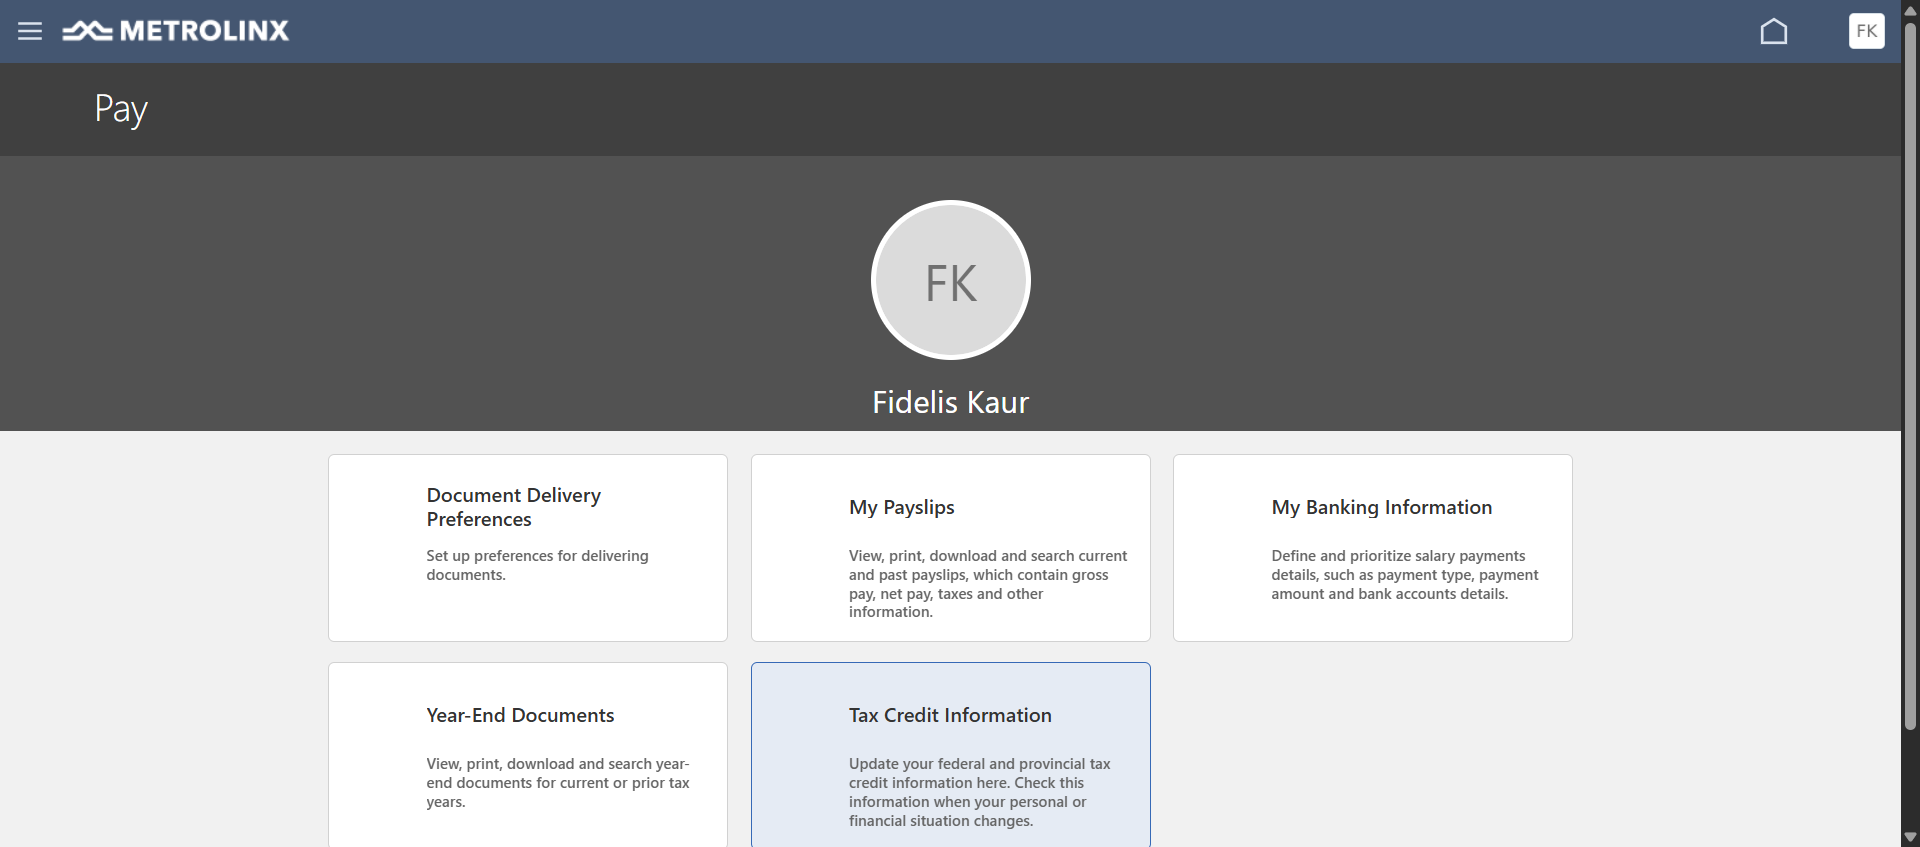 METROLINX
FK
Pay
FK
Fidelis Kaur
Document Delivery
Preferences
Set up preferences for delivering
documents.
My Payslips
View, print, download and search current
and past payslips, which contain gross
pay, net pay, taxes and other
information.
My Banking Information
Define and prioritize salary payments
details, such as payment type, payment
amount and bank accounts details.
Year-End Documents
View, print, download and search year-
end documents for current or prior tax
years.
Tax Credit Information
Update your federal and provincial tax
credit information here. Check this
information when your personal or
financial situation changes.